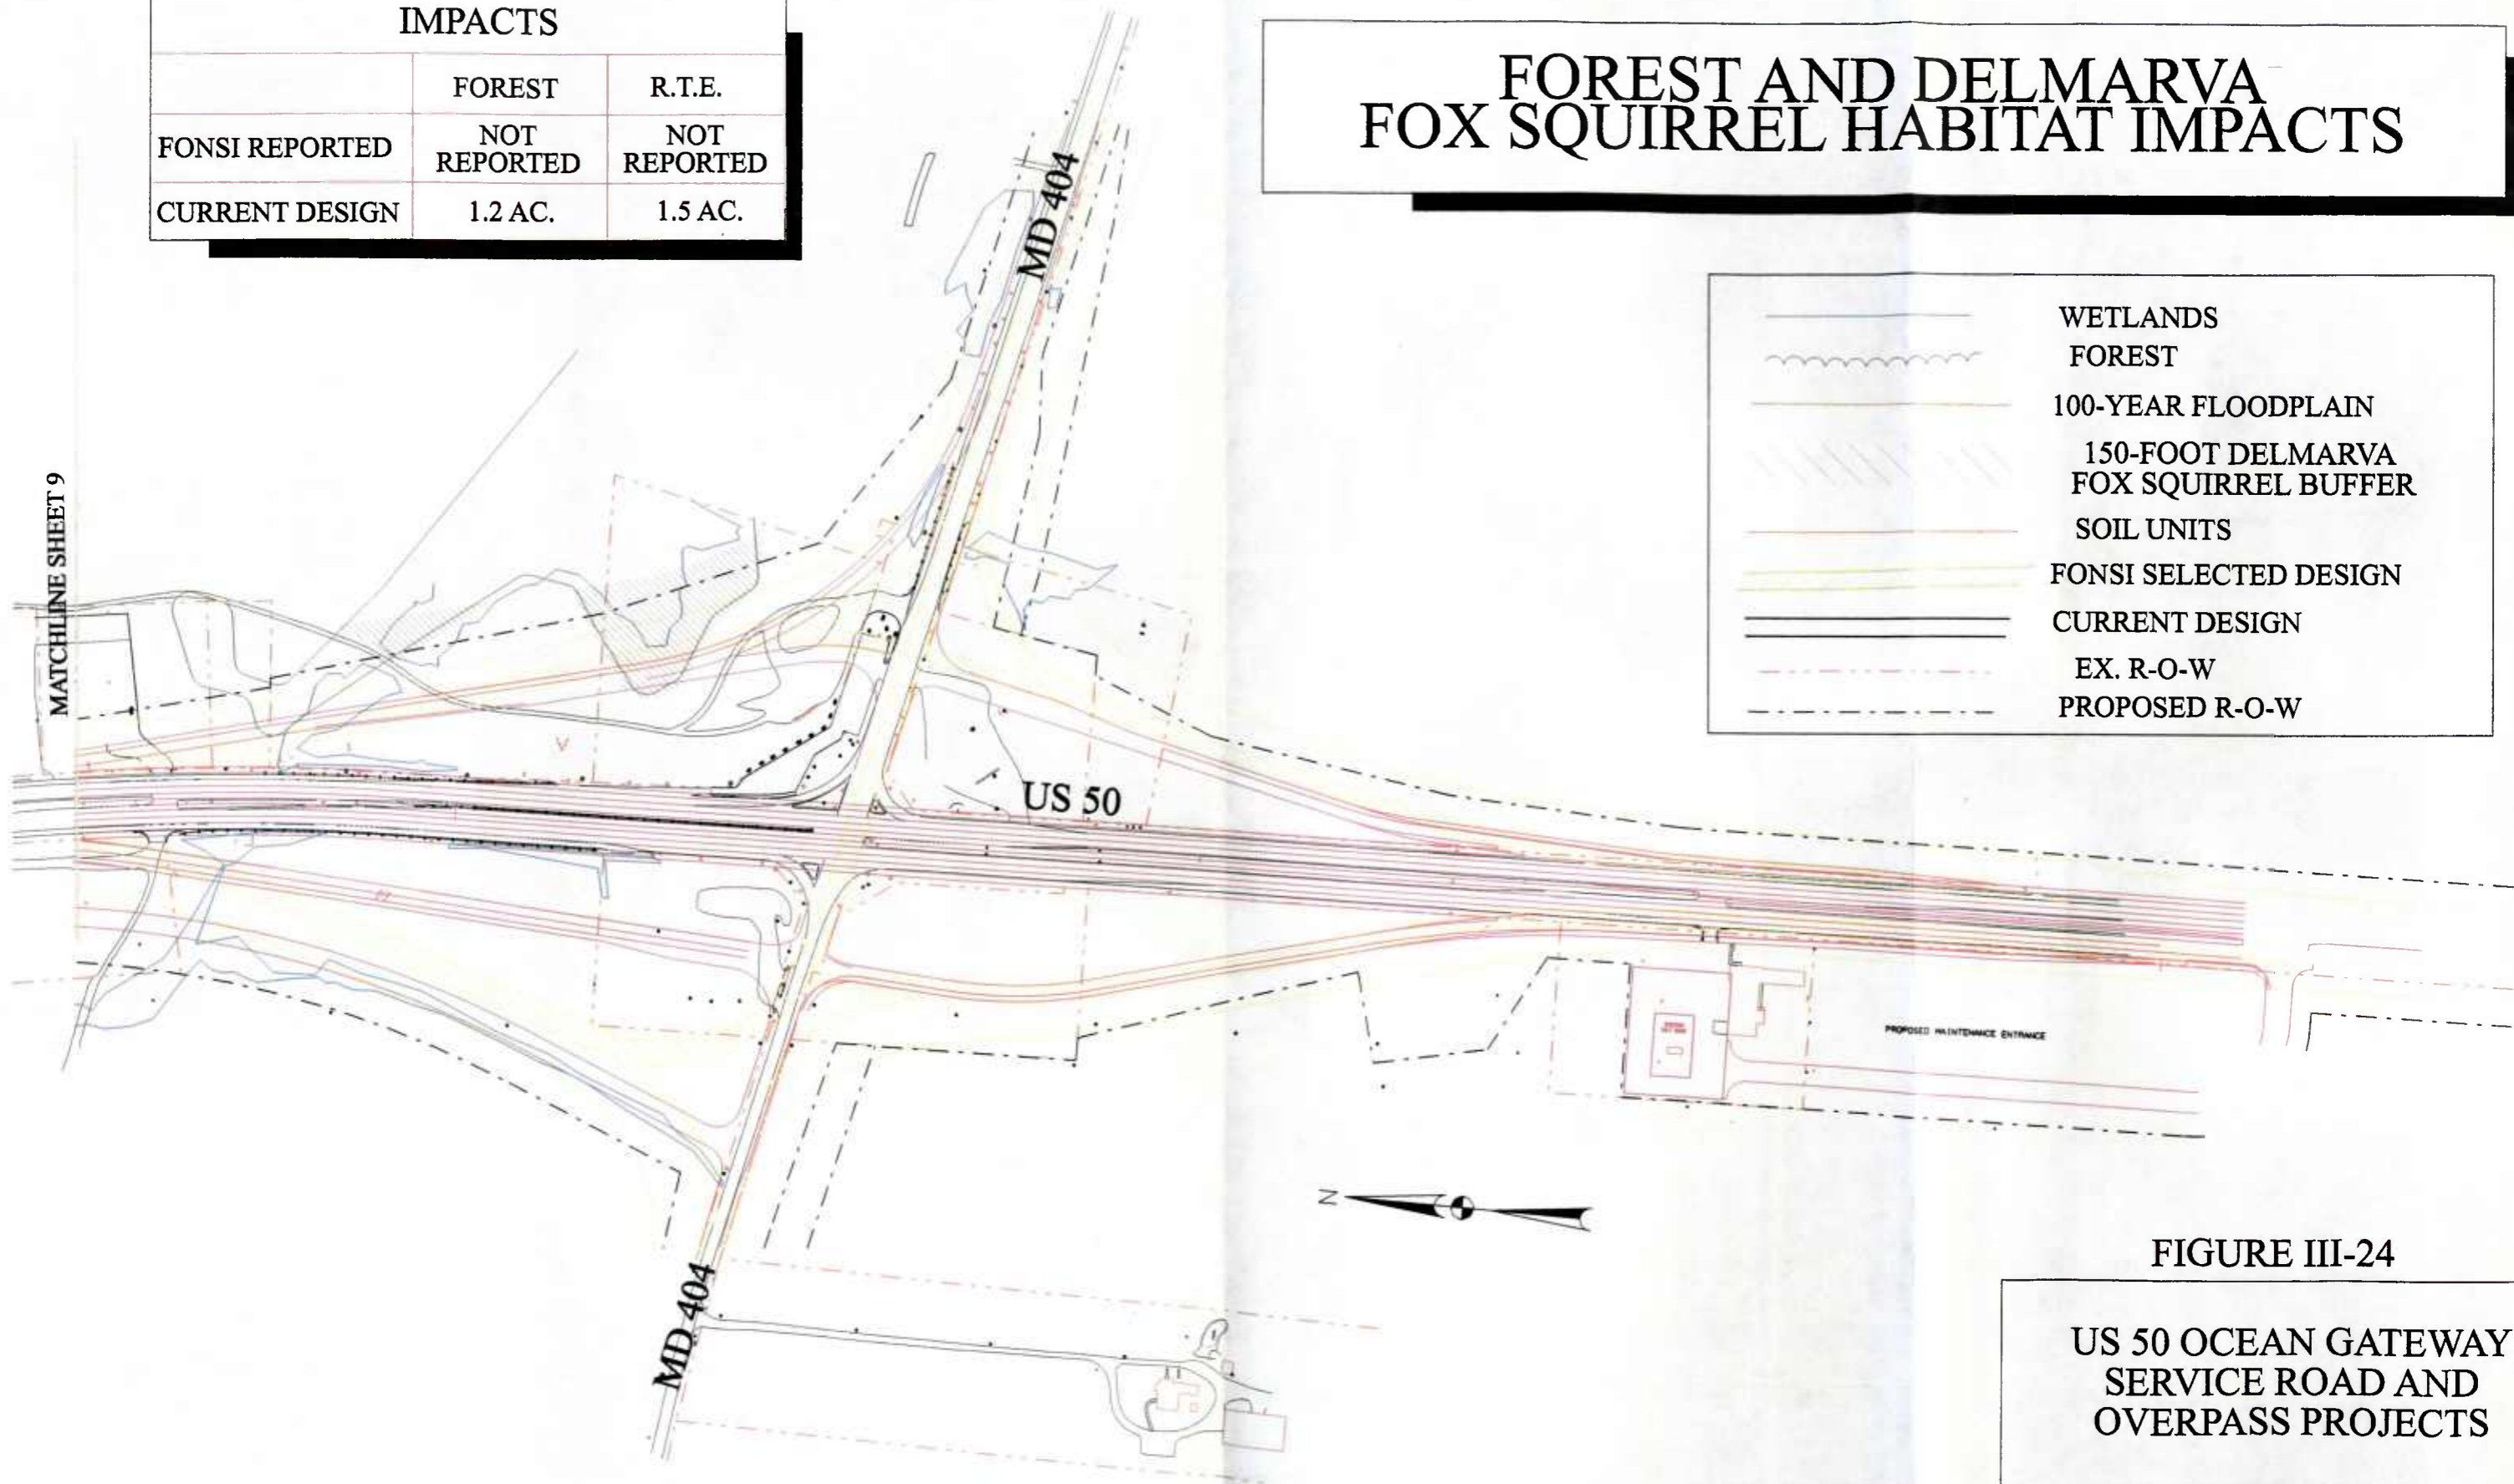 IMPACTS
FOREST R.T.E.
FONSI REPORTED NOT REPORTED NOT REPORTED
CURRENT DESIGN 1.2 AC. 1.5 AC.
FOREST AND DELMARVA
FOX SQUIRREL HABITAT IMPACTS
WETLANDS
FOREST
100-YEAR FLOODPLAIN
150-FOOT DELMARVA
FOX SQUIRREL BUFFER
SOIL UNITS
FONSI SELECTED DESIGN
CURRENT DESIGN
EX. R-O-W
PROPOSED R-O-W
MD 404
MATCHLINE SHEET 9
US 50
PROPOSED MAINTENANCE ENTRANCE
N
MD 404
FIGURE III-24
US 50 OCEAN GATEWAY
SERVICE ROAD AND
OVERPASS PROJECTS